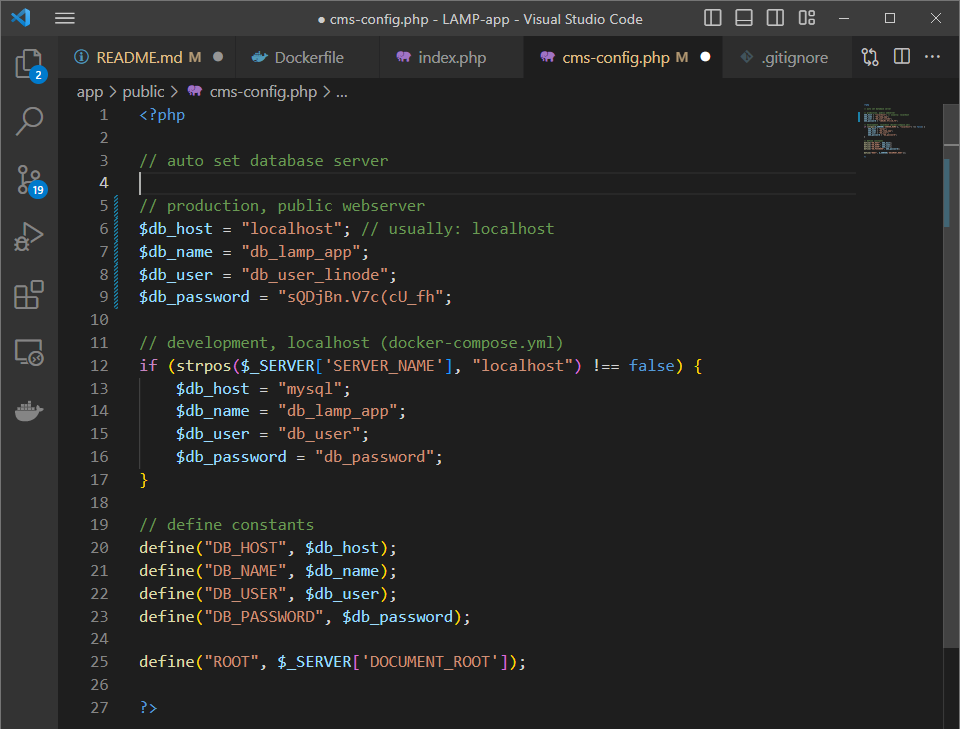 ● cms-config.php - LAMP-app - Visual Studio Code
README.md M ● Dockerfile index.php cms-config.php M ● .gitignore
app > public > cms-config.php > ...
2
19
1 <?php
2
3 // auto set database server
4
5 // production, public webserver
6 $db_host = "localhost"; // usually: localhost
7 $db_name = "db_lamp_app";
8 $db_user = "db_user_linode";
9 $db_password = "sQDjBn.V7c(cU_fh";
10
11 // development, localhost (docker-compose.yml)
12 if (strpos($_SERVER['SERVER_NAME'], "localhost") !== false) {
13     $db_host = "mysql";
14     $db_name = "db_lamp_app";
15     $db_user = "db_user";
16     $db_password = "db_password";
17 }
18
19 // define constants
20 define("DB_HOST", $db_host);
21 define("DB_NAME", $db_name);
22 define("DB_USER", $db_user);
23 define("DB_PASSWORD", $db_password);
24
25 define("ROOT", $_SERVER['DOCUMENT_ROOT']);
26
27 ?>